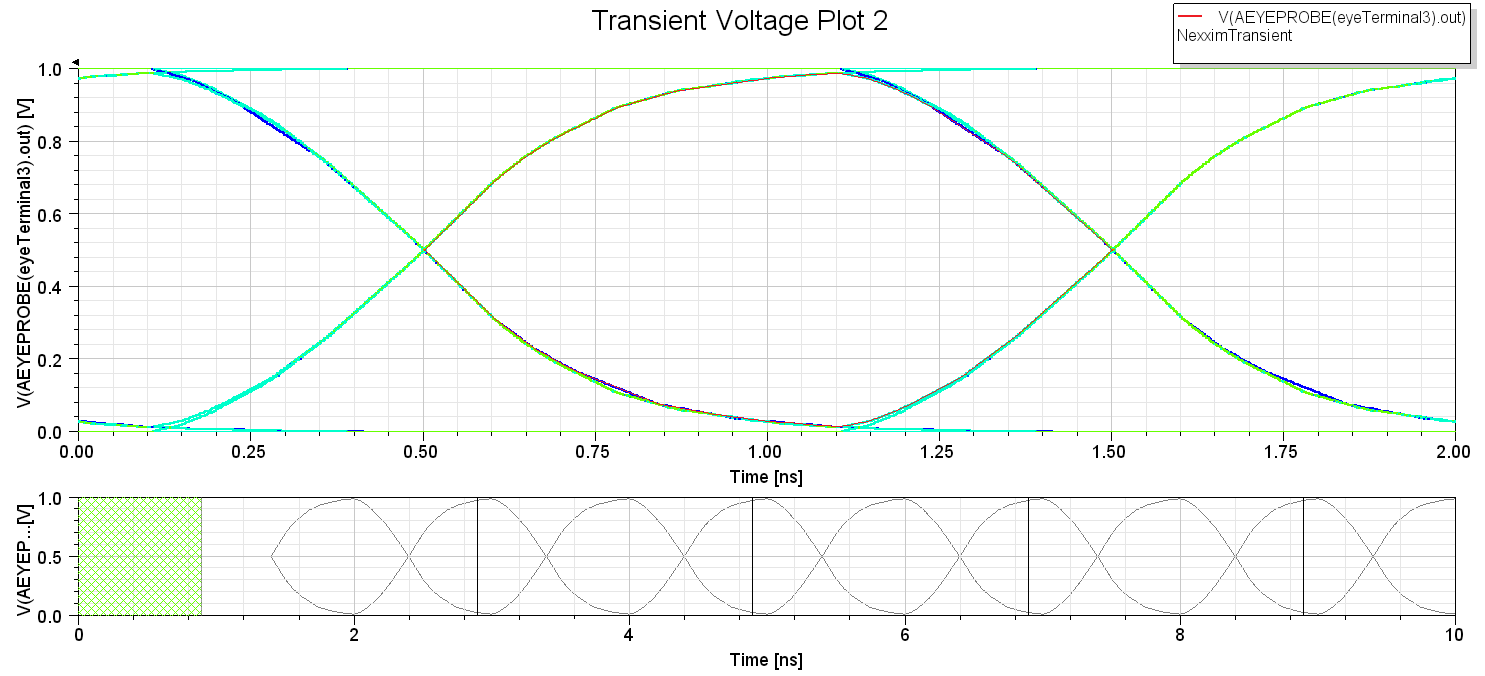 Transient Voltage Plot 2
V(AEYEPROBE(eyeTerminal3).out)
NexximTransient
V(AEYEPROBE(eyeTerminal3).out) [V]
1.0
0.8
0.6
0.4
0.2
0.0
0.00 0.25 0.50 0.75 1.00 1.25 1.50 1.75 2.00
Time [ns]
V(AEYEP...[V]
1.0
0.5
0.0
0 2 4 6 8 10
Time [ns]